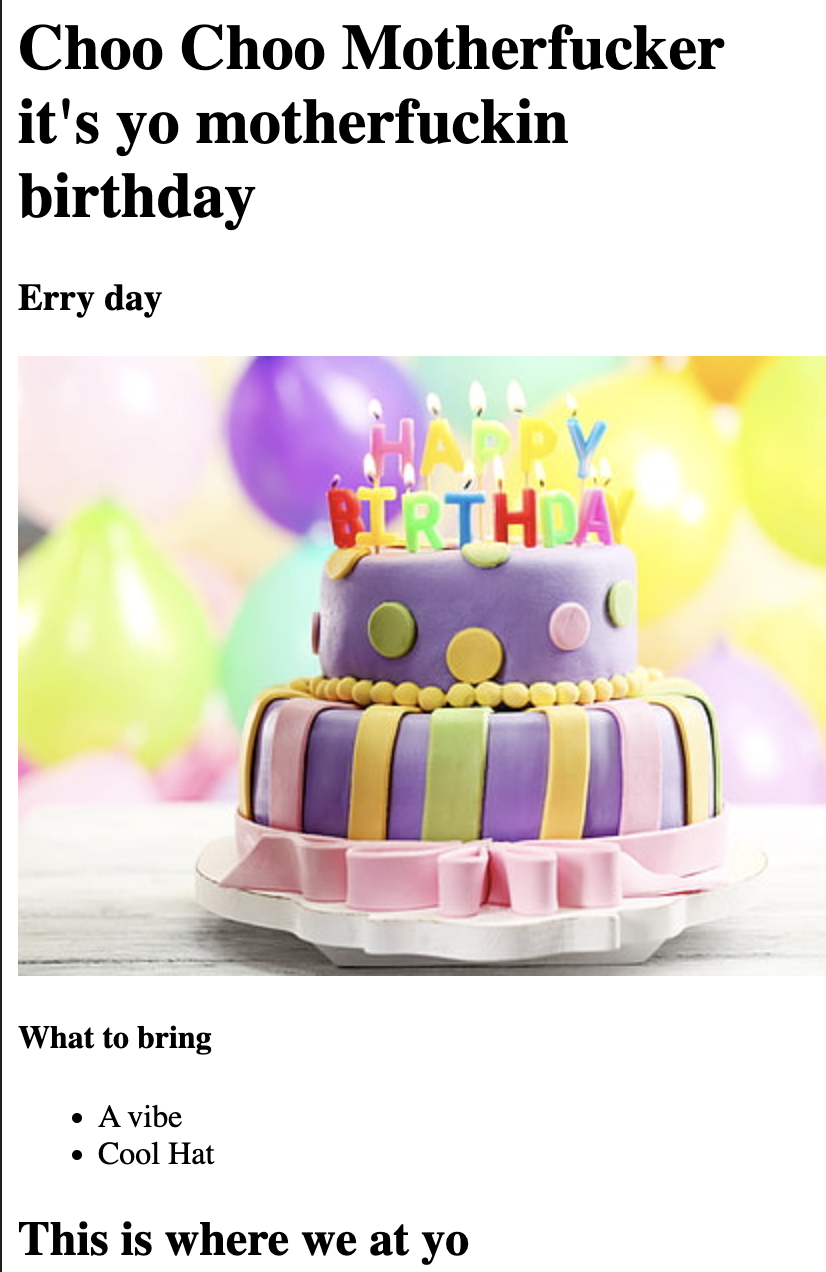 Choo Choo Motherfucker
it's yo motherfuckin
birthday
Erry day
HAPPY
BIRTHDAY
What to bring
A vibe
Cool Hat
This is where we at yo